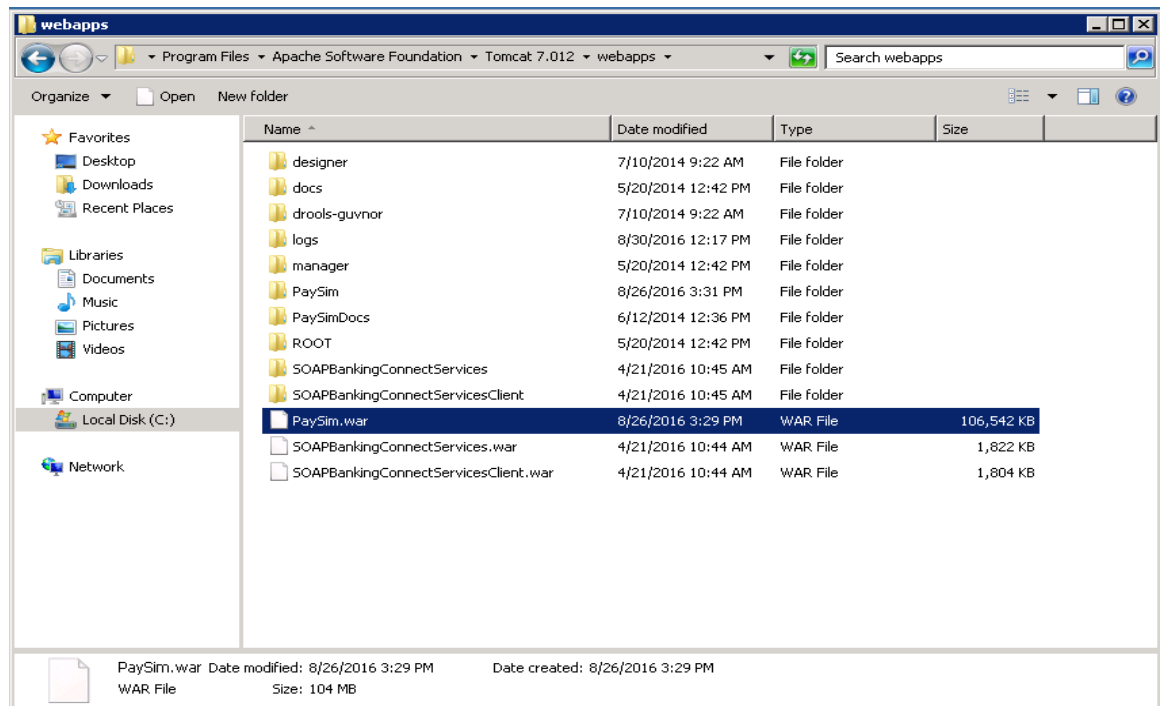 webapps
Program Files Apache Software Foundation Tomcat 7.012 webapps Search webapps
Organize Open New folder
Name Date modified Type Size
Favorites
Desktop
Downloads
Recent Places
Libraries
Documents
Music
Pictures
Videos
Computer
Local Disk (C:)
Network
designer 7/10/2014 9:22 AM File folder
docs 5/20/2014 12:42 PM File folder
drools-guvnor 7/10/2014 9:22 AM File folder
logs 8/30/2016 12:17 PM File folder
manager 5/20/2014 12:42 PM File folder
PaySim 8/26/2016 3:31 PM File folder
PaySimDocs 6/12/2014 12:36 PM File folder
ROOT 5/20/2014 12:42 PM File folder
SOAPBankingConnectServices 4/21/2016 10:45 AM File folder
SOAPBankingConnectServicesClient 4/21/2016 10:45 AM File folder
PaySim.war 8/26/2016 3:29 PM WAR File 106,542 KB
SOAPBankingConnectServices.war 4/21/2016 10:44 AM WAR File 1,822 KB
SOAPBankingConnectServicesClient.war 4/21/2016 10:44 AM WAR File 1,804 KB
PaySim.war Date modified: 8/26/2016 3:29 PM Date created: 8/26/2016 3:29 PM
WAR File Size: 104 MB